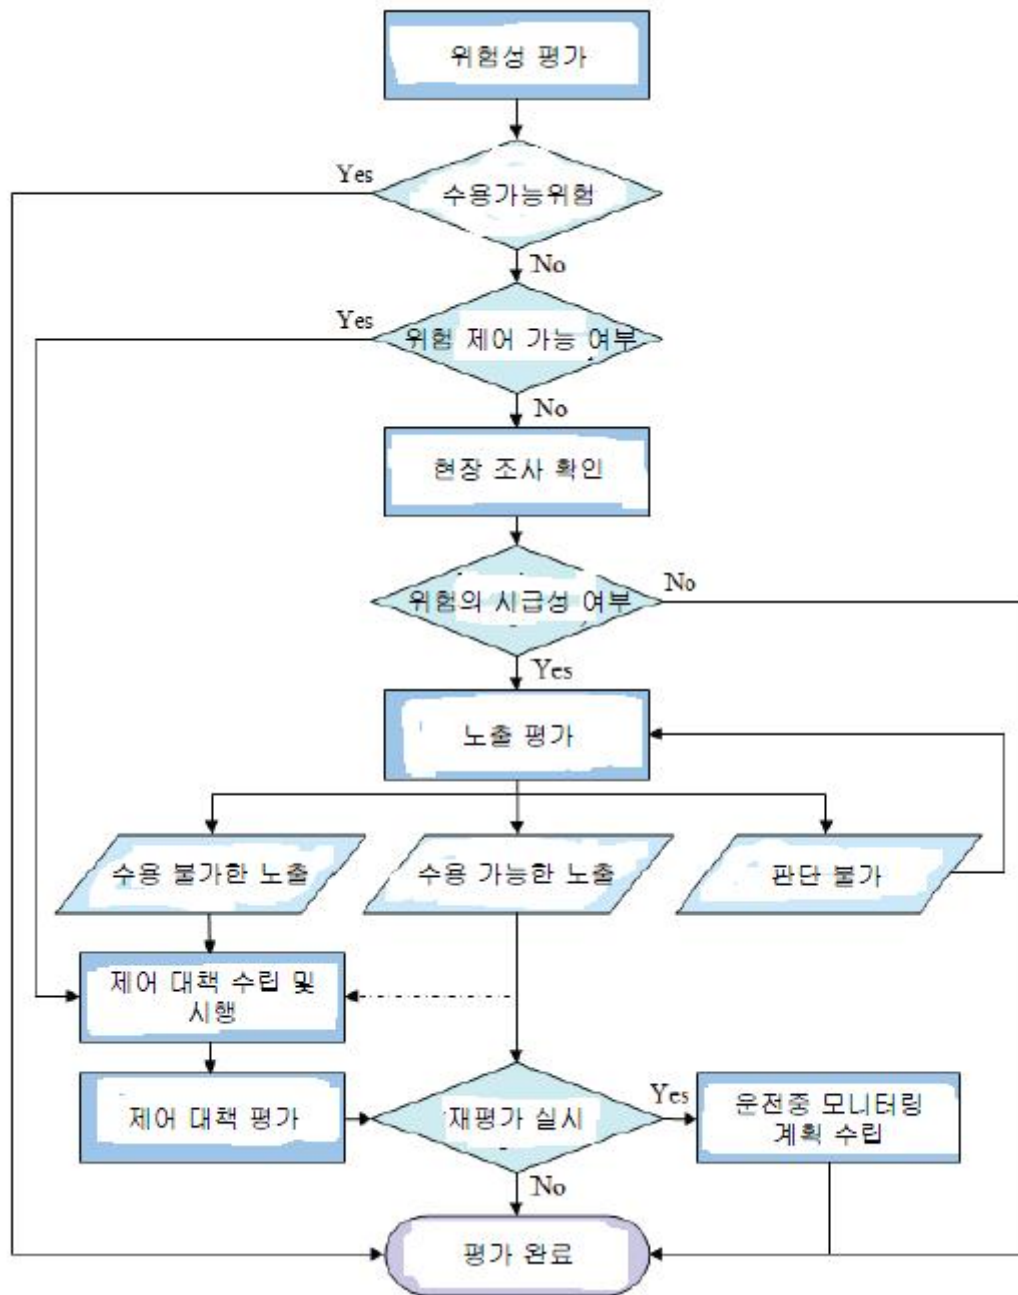 위험성 평가
Yes
수용가능위험
No
Yes
위험 제어 가능 여부
No
현장 조사 확인
위험의 시급성 여부
No
Yes
노출 평가
수용 불가한 노출
수용 가능한 노출
판단 불가
제어 대책 수립 및
시행
제어 대책 평가
재평가 실시
Yes
운전중 모니터링
계획 수립
No
평가 완료